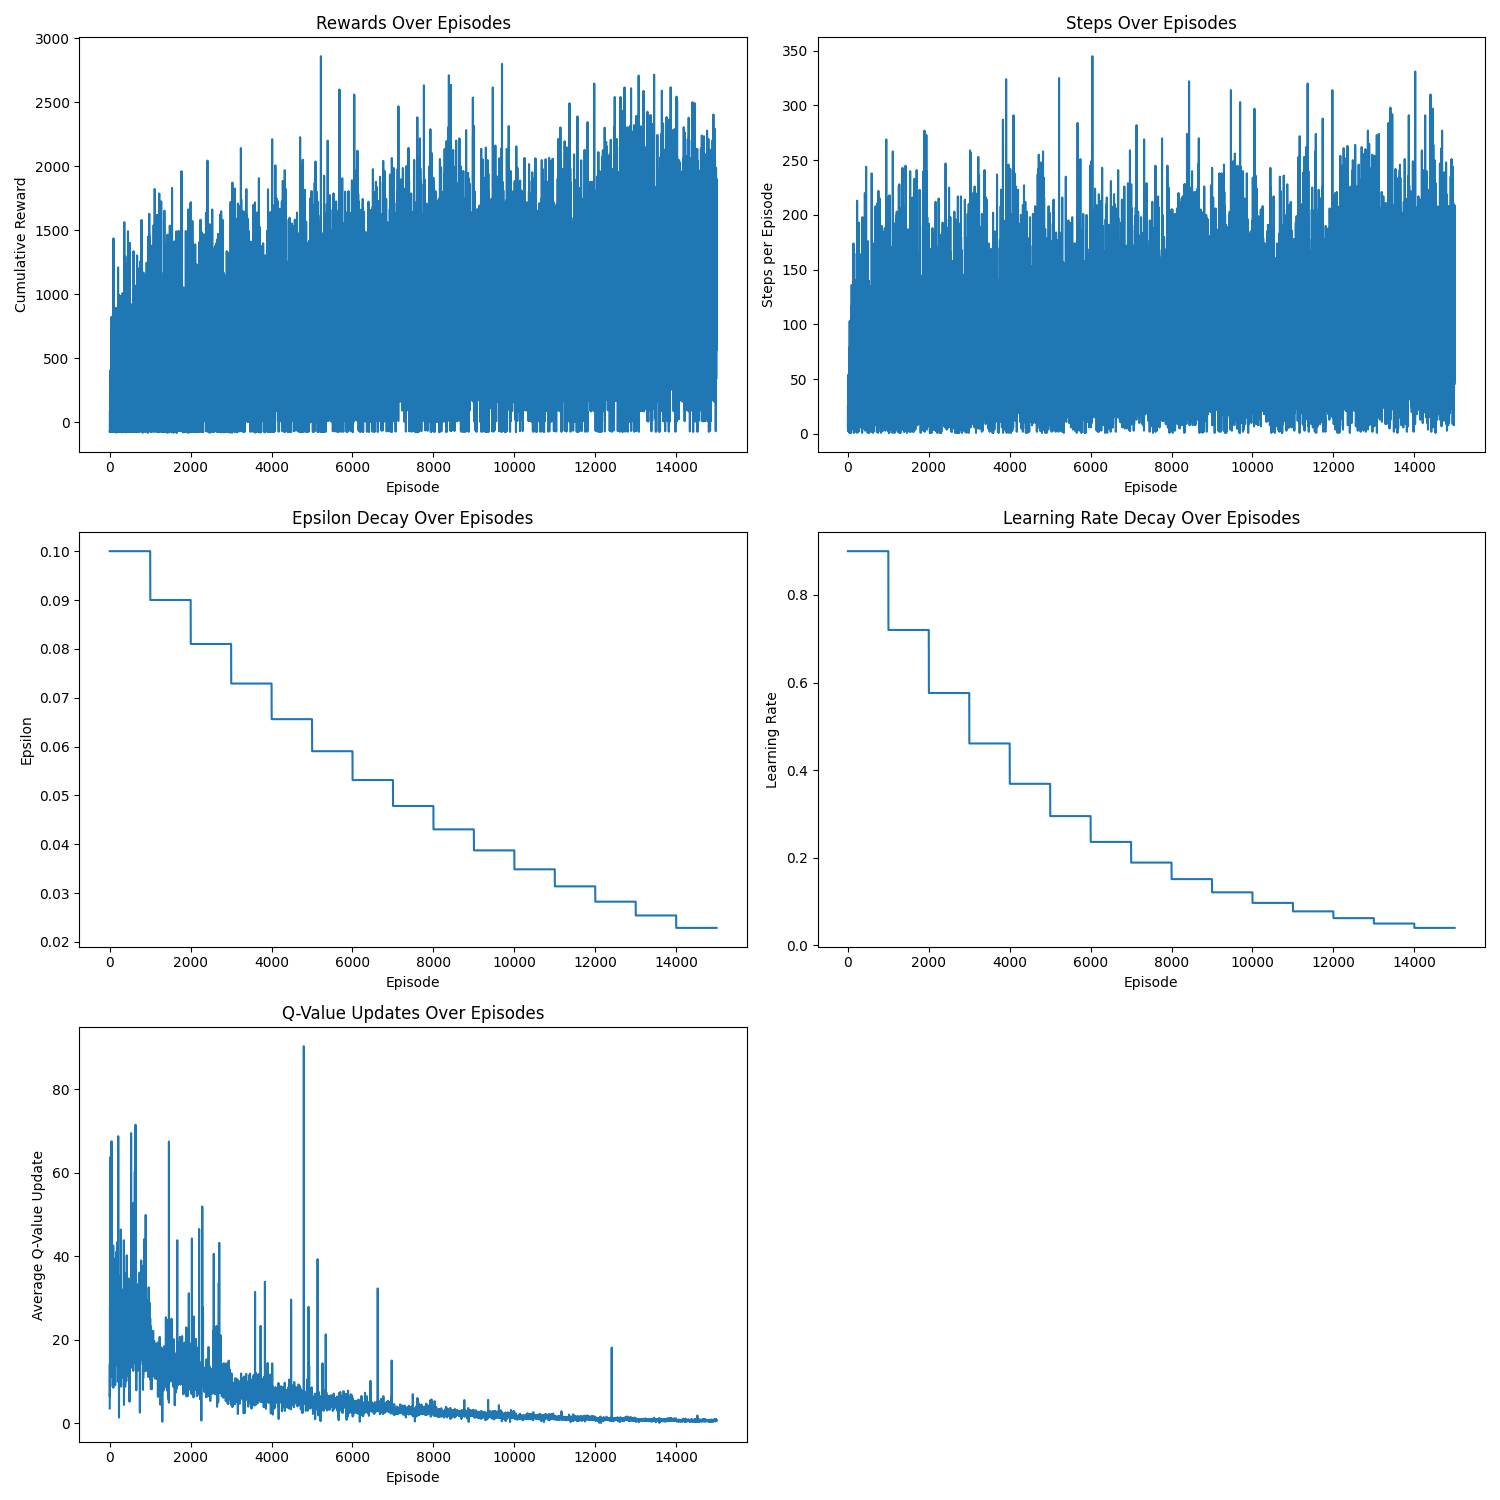 Rewards Over Episodes
Cumulative Reward
3000
2500
2000
1500
1000
500
0
0 2000 4000 6000 8000 10000 12000 14000
Episode
Steps Over Episodes
Steps per Episode
350
300
250
200
150
100
50
0
0 2000 4000 6000 8000 10000 12000 14000
Episode
Epsilon Decay Over Episodes
Epsilon
0.10
0.09
0.08
0.07
0.06
0.05
0.04
0.03
0.02
0 2000 4000 6000 8000 10000 12000 14000
Episode
Learning Rate Decay Over Episodes
Learning Rate
0.8
0.6
0.4
0.2
0.0
0 2000 4000 6000 8000 10000 12000 14000
Episode
Q-Value Updates Over Episodes
Average Q-Value Update
80
60
40
20
0
0 2000 4000 6000 8000 10000 12000 14000
Episode